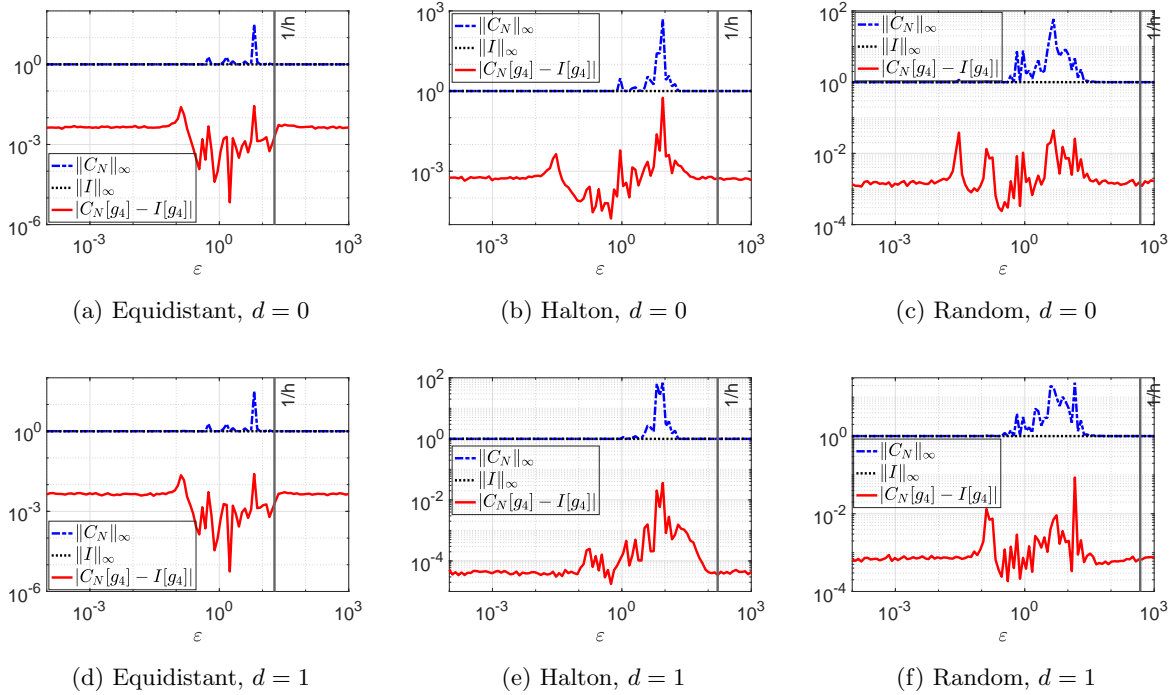 10^0
10^{-3}
10^{-6}
10^{-3}
10^0
10^3
ε
1/h
‖C_N‖_∞
‖I‖_∞
|C_N[g_4] − I[g_4]|
(a) Equidistant, d = 0
10^3
10^0
10^{-3}
10^{-3}
10^0
10^3
ε
1/h
‖C_N‖_∞
‖I‖_∞
|C_N[g_4] − I[g_4]|
(b) Halton, d = 0
10^2
10^0
10^{-2}
10^{-4}
10^{-3}
10^0
10^3
ε
1/h
‖C_N‖_∞
‖I‖_∞
|C_N[g_4] − I[g_4]|
(c) Random, d = 0
10^0
10^{-3}
10^{-6}
10^{-3}
10^0
10^3
ε
1/h
‖C_N‖_∞
‖I‖_∞
|C_N[g_4] − I[g_4]|
(d) Equidistant, d = 1
10^2
10^0
10^{-2}
10^{-4}
10^{-3}
10^0
10^3
ε
1/h
‖C_N‖_∞
‖I‖_∞
|C_N[g_4] − I[g_4]|
(e) Halton, d = 1
10^0
10^{-2}
10^{-4}
10^{-3}
10^0
10^3
ε
1/h
‖C_N‖_∞
‖I‖_∞
|C_N[g_4] − I[g_4]|
(f) Random, d = 1